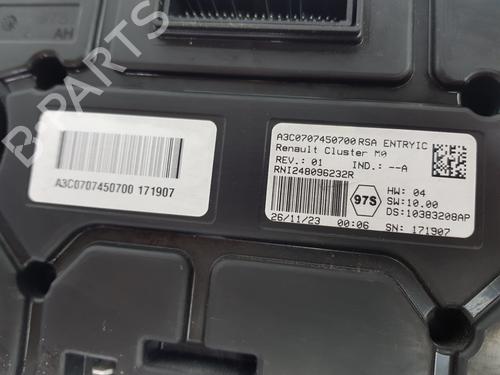 AH
B-PARTS
A3C0707450700 171907
A3C0707450700 RSA ENTRYIC
Renault Cluster M0
REV.: 01 IND.: --A
RNI248096232R
97S
HW: 04
SW:10.00
DS:10383208AP
26/11/23 00:06 SN: 171907